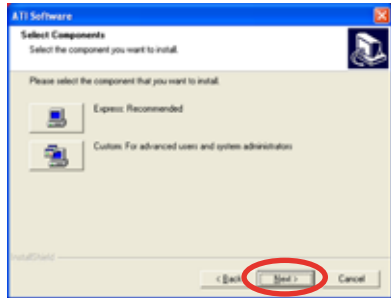 ATI Software
Select Components
Select the component you want to install.
Please select the component that you want to install.
Express: Recommended
Custom: For advanced users and system administrators
InstallShield
< Back
Next >
Cancel